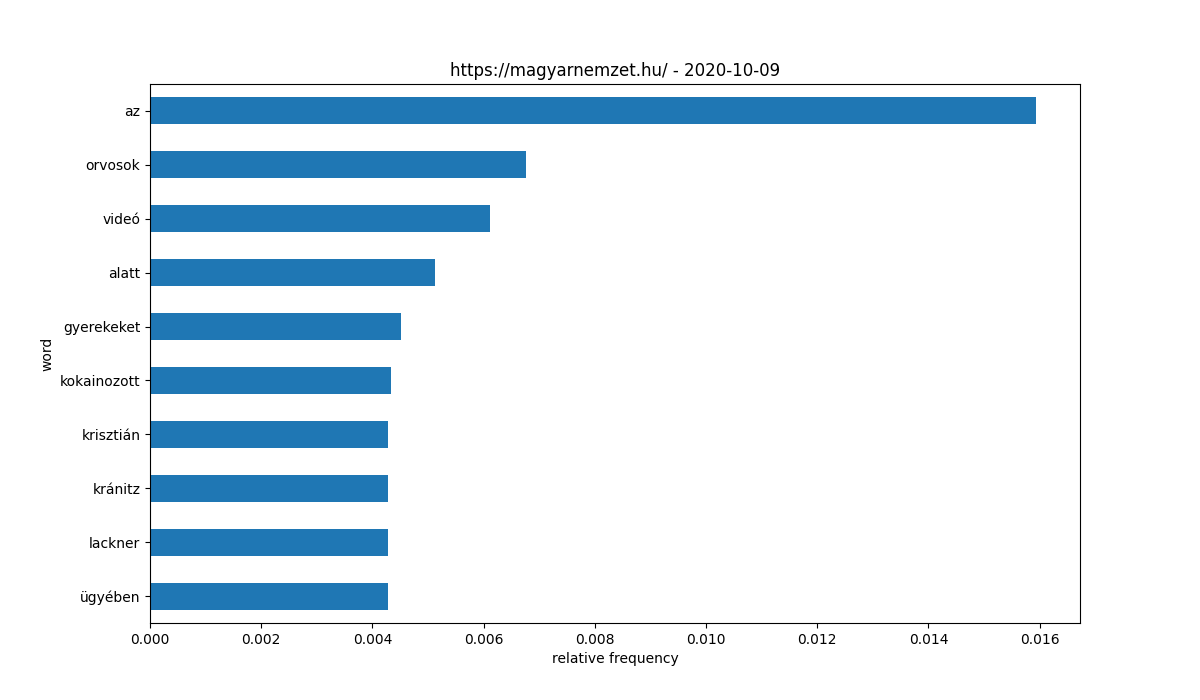 https://magyarnemzet.hu/ - 2020-10-09
az
orvosok
videó
alatt
gyerekeket
kokainozott
krisztián
kránitz
lackner
ügyében
word
0.000 0.002 0.004 0.006 0.008 0.010 0.012 0.014 0.016
relative frequency